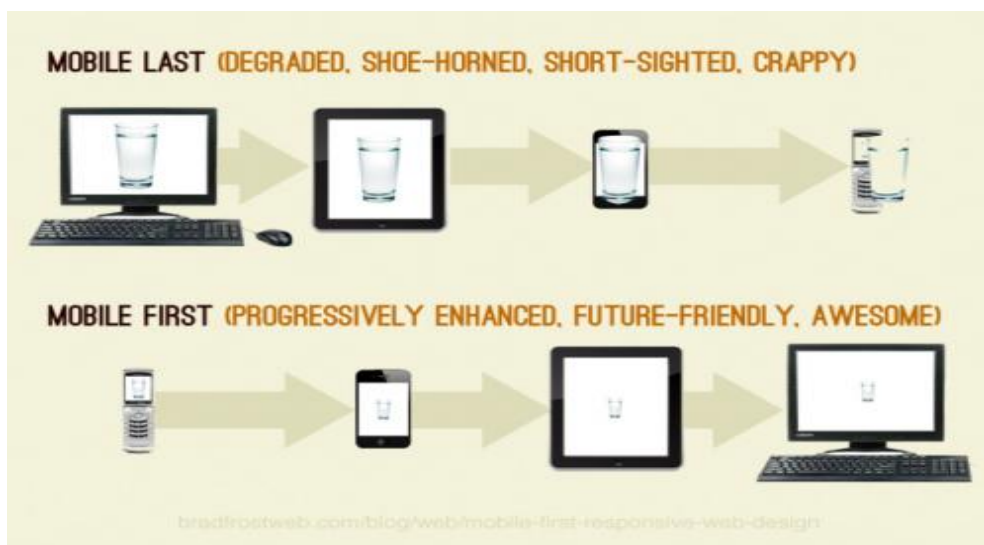 MOBILE LAST (DEGRADED, SHOE-HORNED, SHORT-SIGHTED, CRAPPY)
MOBILE FIRST (PROGRESSIVELY ENHANCED, FUTURE-FRIENDLY, AWESOME)
bradfrostweb.com/blog/web/mobile-first-responsive-web-design